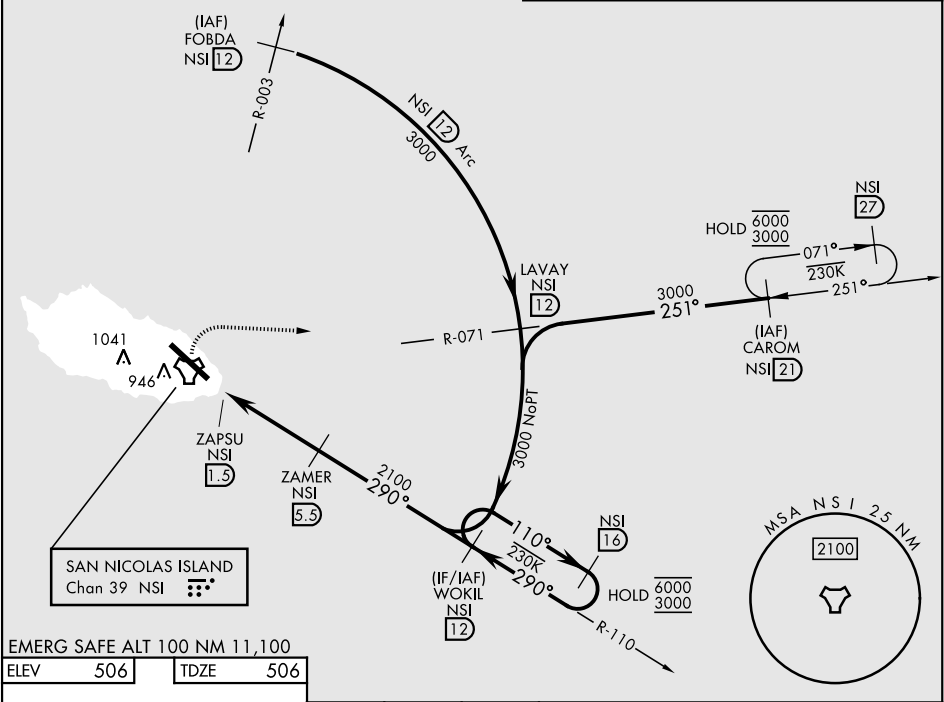 (IAF)
FOBDA
NSI 12
R-003
NSI 12 Arc
3000
NSI
27
HOLD 6000
3000
071°
230K
251°
LAVAY
NSI
12
3000
251°
R-071
(IAF)
CAROM
NSI 21
1041
946
3000 NoPT
ZAPSU
NSI
1.5
ZAMER
NSI
5.5
2100
290°
110°
230K
290°
NSI
16
(IF/IAF)
WOKIL
NSI
12
HOLD 6000
3000
R-110
MSA NSI 25 NM
2100
SAN NICOLAS ISLAND
Chan 39 NSI
EMERG SAFE ALT 100 NM 11,100
ELEV 506
TDZE 506